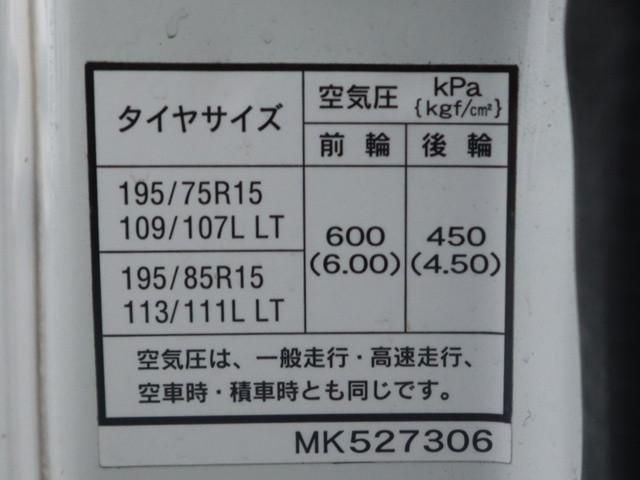 タイヤサイズ
空気圧 kPa
{kgf/cm²}
前輪 後輪
195/75R15
109/107L LT
195/85R15
113/111L LT
600 450
(6.00) (4.50)
空気圧は、一般走行・高速走行、
空車時・積車時とも同じです。
MK527306